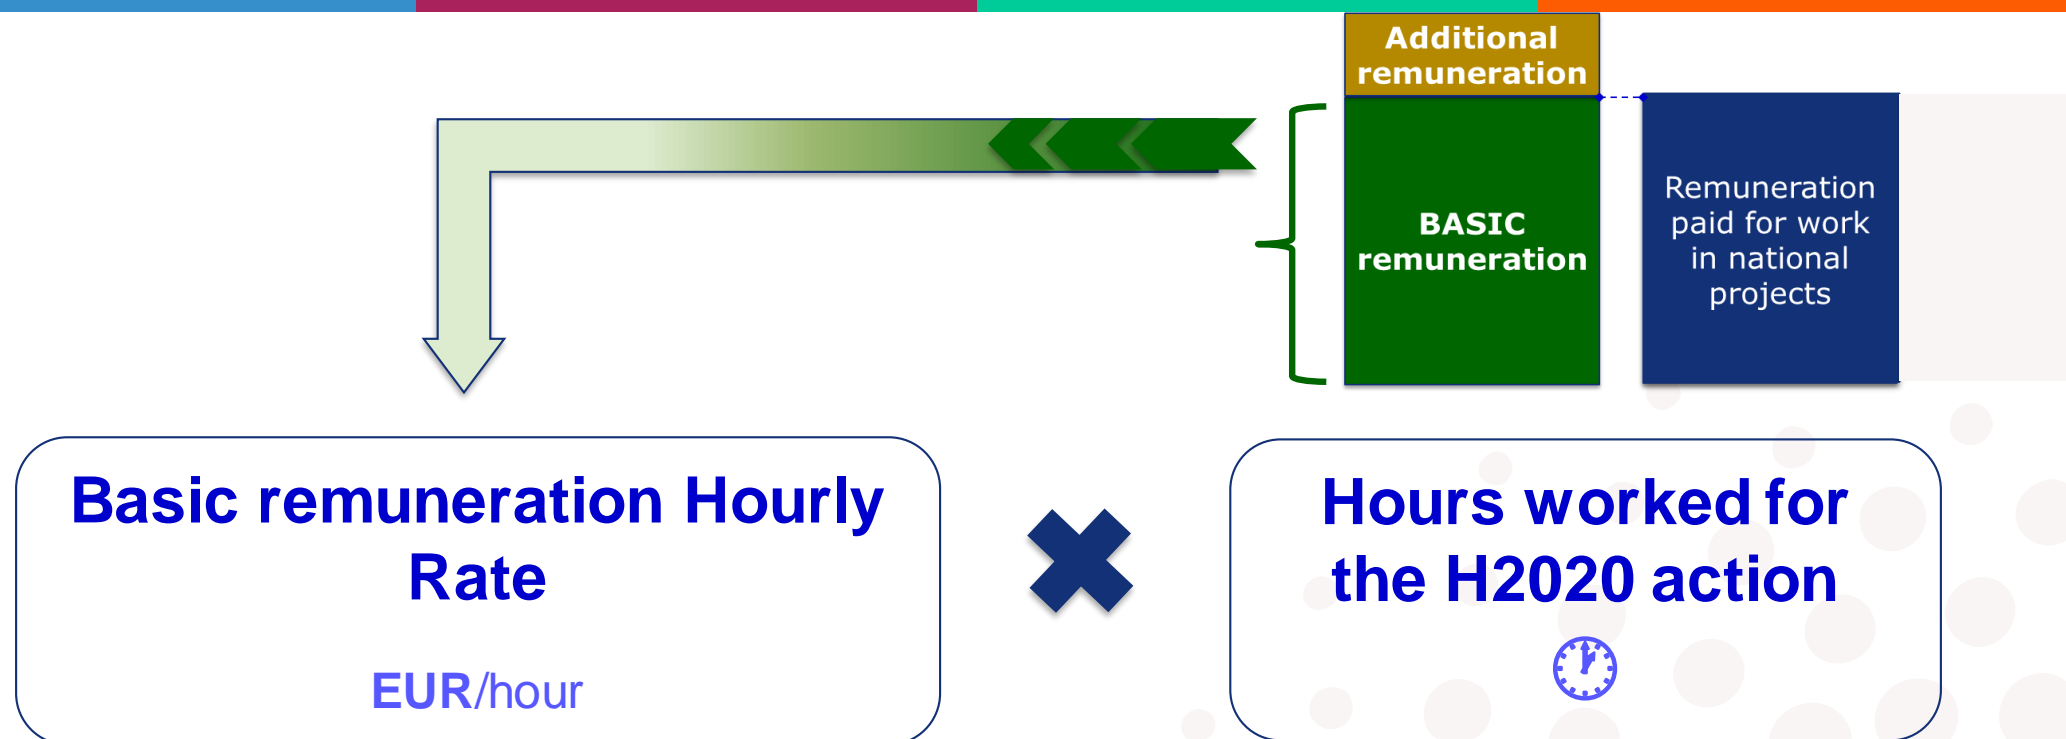 Additional
remuneration
BASIC
remuneration
Remuneration
paid for work
in national
projects
Basic remuneration Hourly
Rate
EUR/hour
Hours worked for
the H2020 action